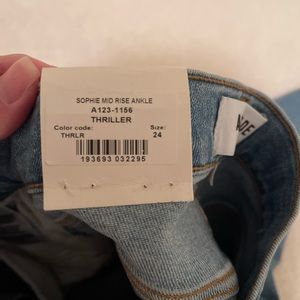 SOPHIE MID RISE ANKLE
A123-1156
THRILLER
Color code: Size:
THRLR 24
193693 032295